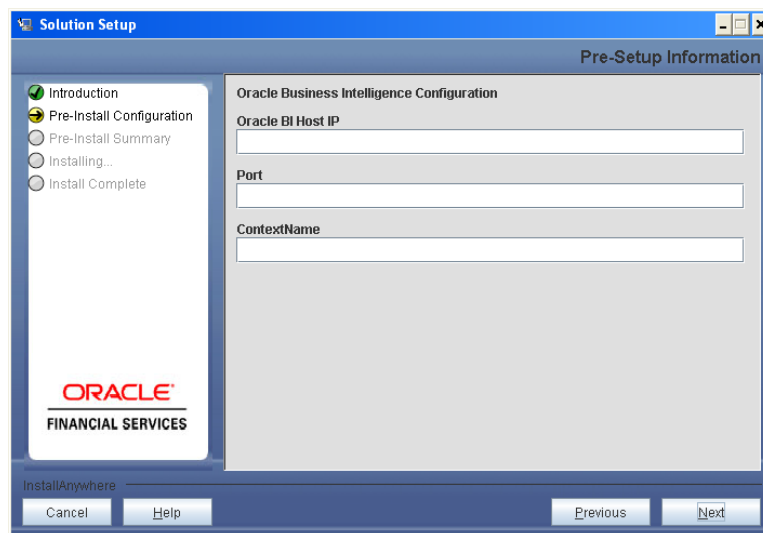 Solution Setup
Pre-Setup Information
Introduction
Pre-Install Configuration
Pre-Install Summary
Installing...
Install Complete
ORACLE
FINANCIAL SERVICES
Oracle Business Intelligence Configuration
Oracle BI Host IP
Port
ContextName
InstallAnywhere
Cancel
Help
Previous
Next